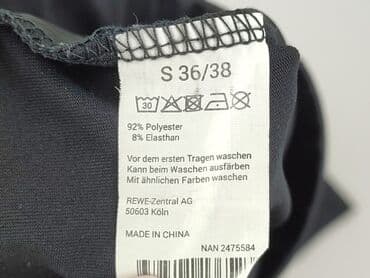 S 36/38
30
92% Polyester
8% Elasthan
Vor dem ersten Tragen waschen
Kann beim Waschen ausfärben
Mit ähnlichen Farben waschen
REWE-Zentral AG
50603 Köln
MADE IN CHINA
NAN 2475584